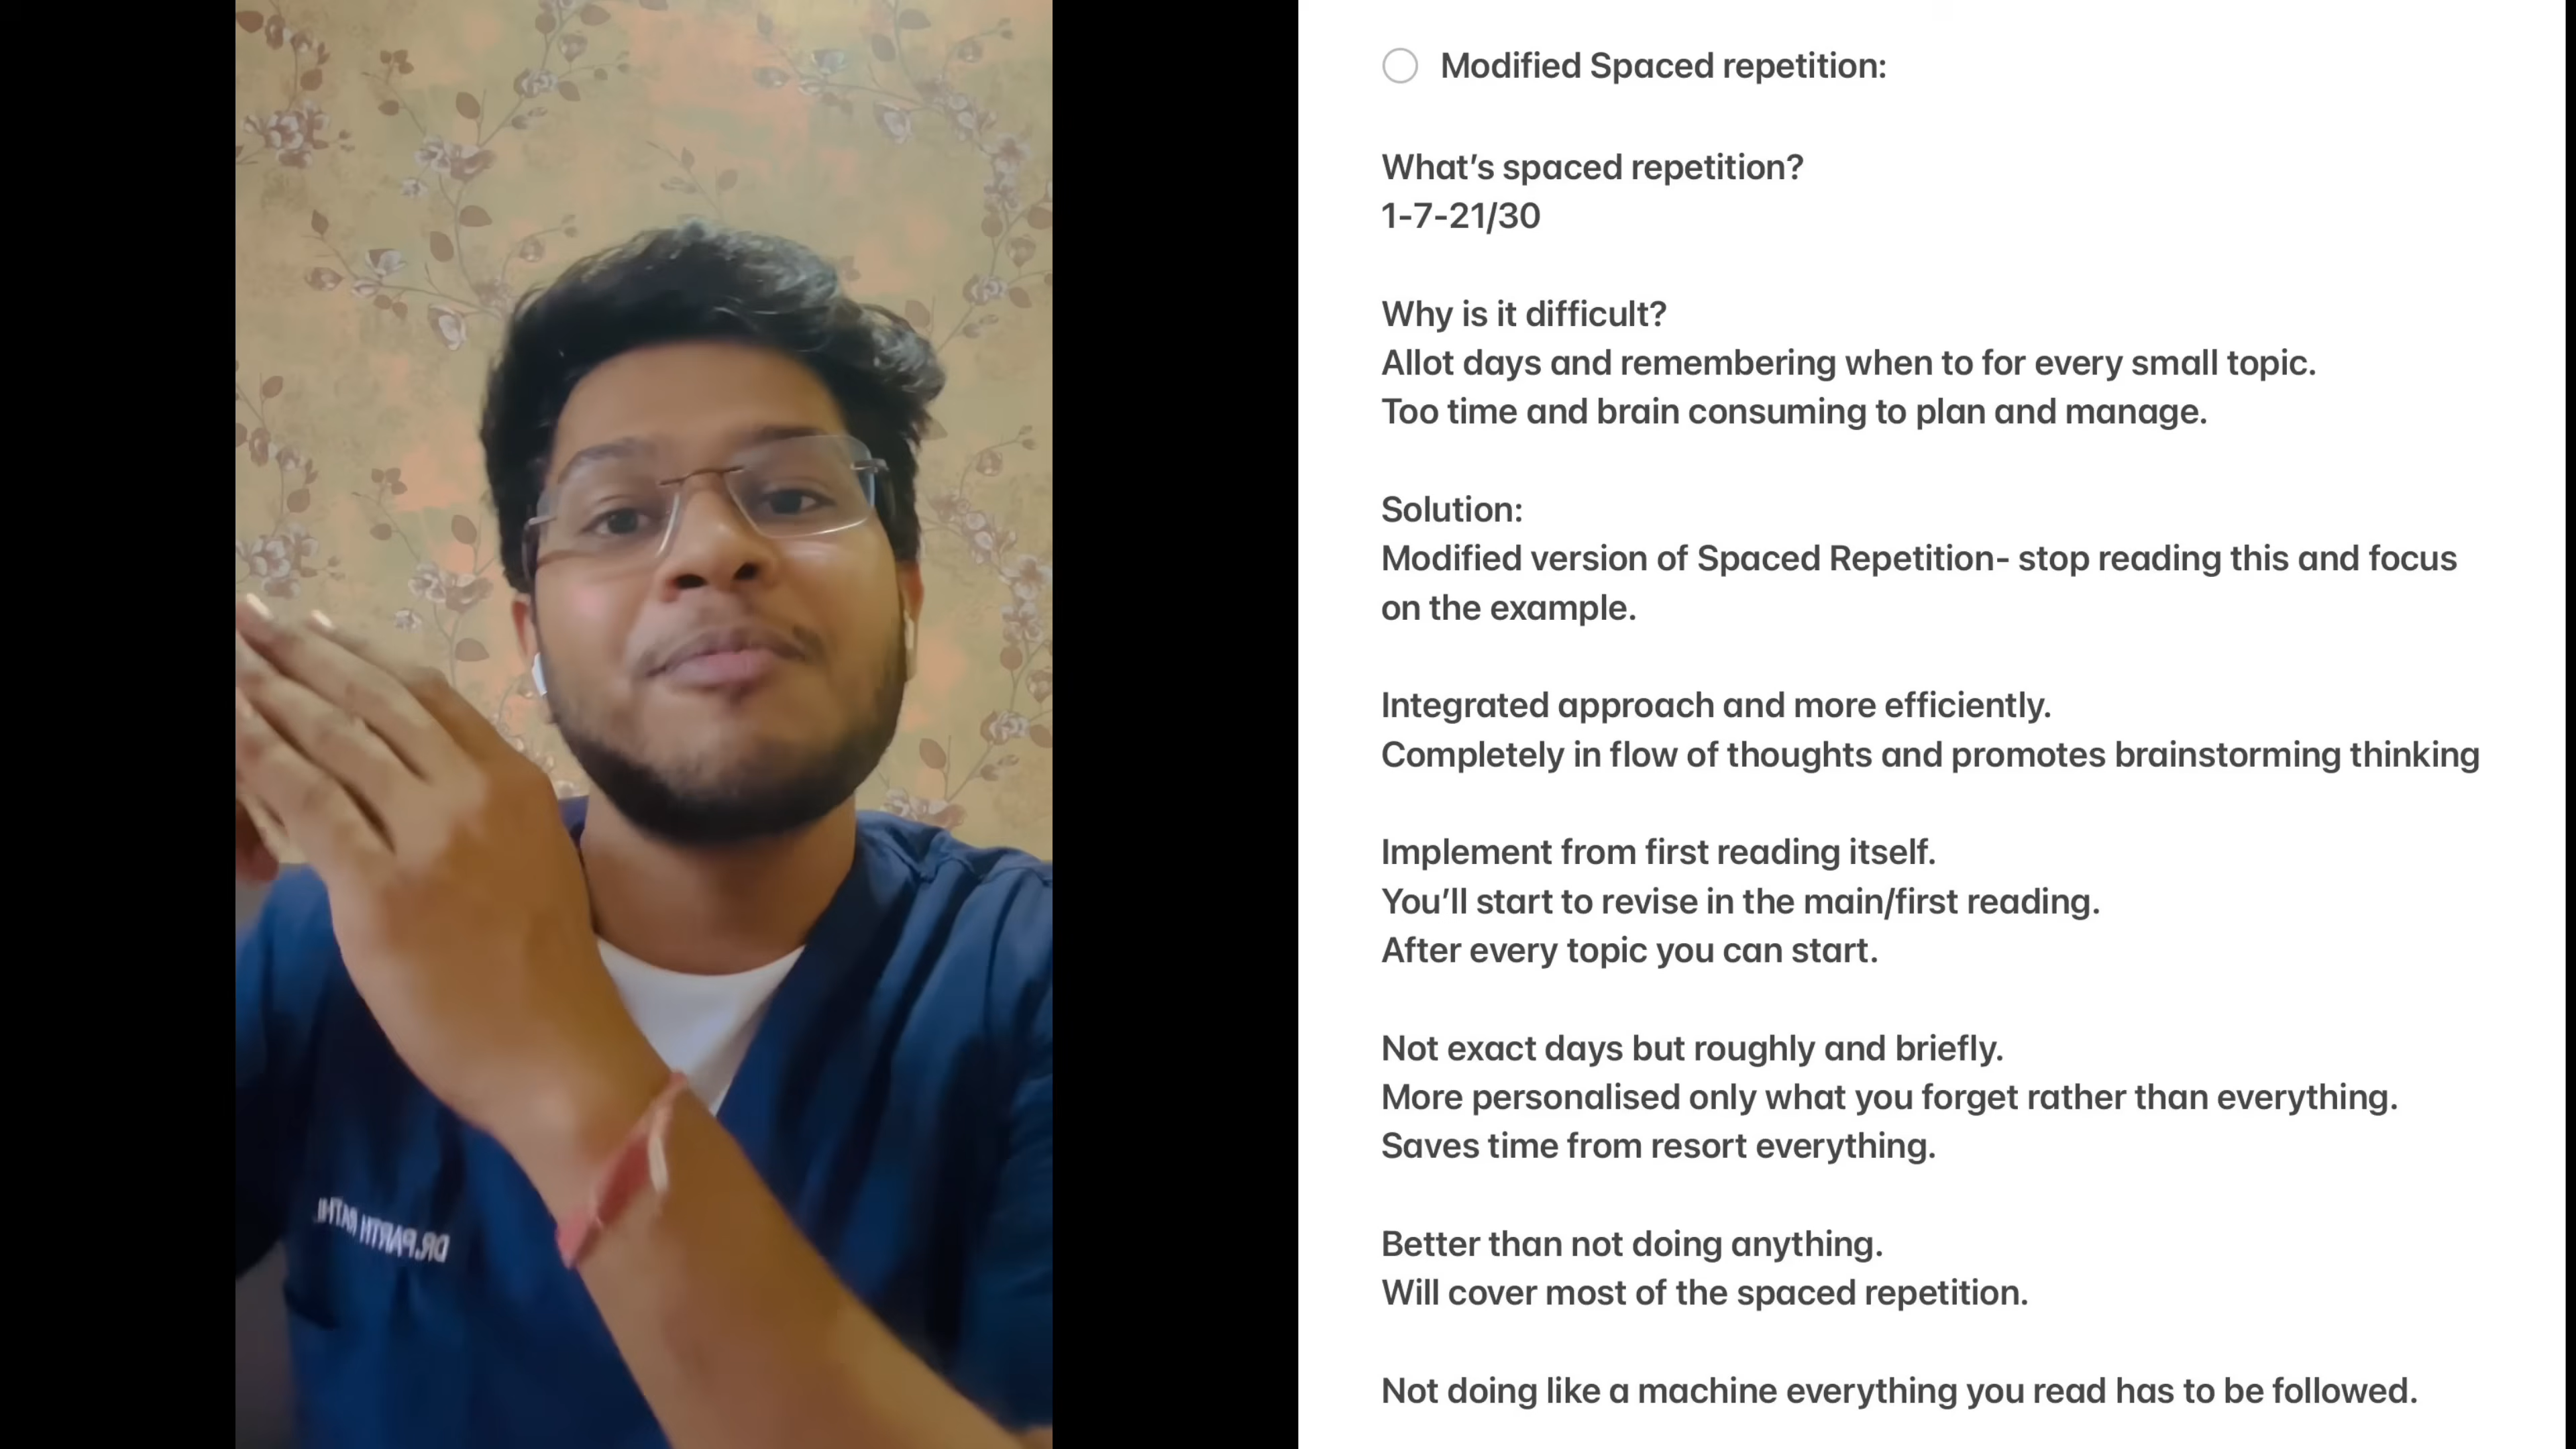 Modified Spaced repetition:
What's spaced repetition?
1-7-21/30
Why is it difficult?
Allot days and remembering when to for every small topic.
Too time and brain consuming to plan and manage.
Solution:
Modified version of Spaced Repetition- stop reading this and focus
on the example.
Integrated approach and more efficiently.
Completely in flow of thoughts and promotes brainstorming thinking
Implement from first reading itself.
You'll start to revise in the main/first reading.
After every topic you can start.
Not exact days but roughly and briefly.
More personalised only what you forget rather than everything.
Saves time from resort everything.
Better than not doing anything.
Will cover most of the spaced repetition.
Not doing like a machine everything you read has to be followed.
DR.PARTH RATHI